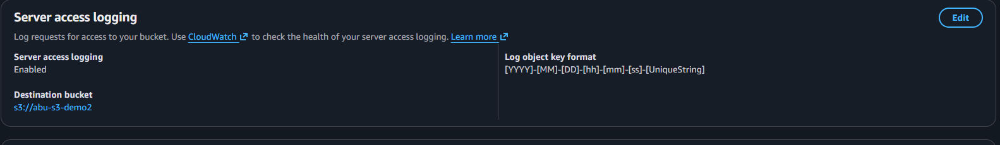 Server access logging
Edit
Log requests for access to your bucket. Use CloudWatch to check the health of your server access logging. Learn more
Server access logging
Enabled
Log object key format
[YYYY]-[MM]-[DD]-[hh]-[mm]-[ss]-[UniqueString]
Destination bucket
s3://abu-s3-demo2